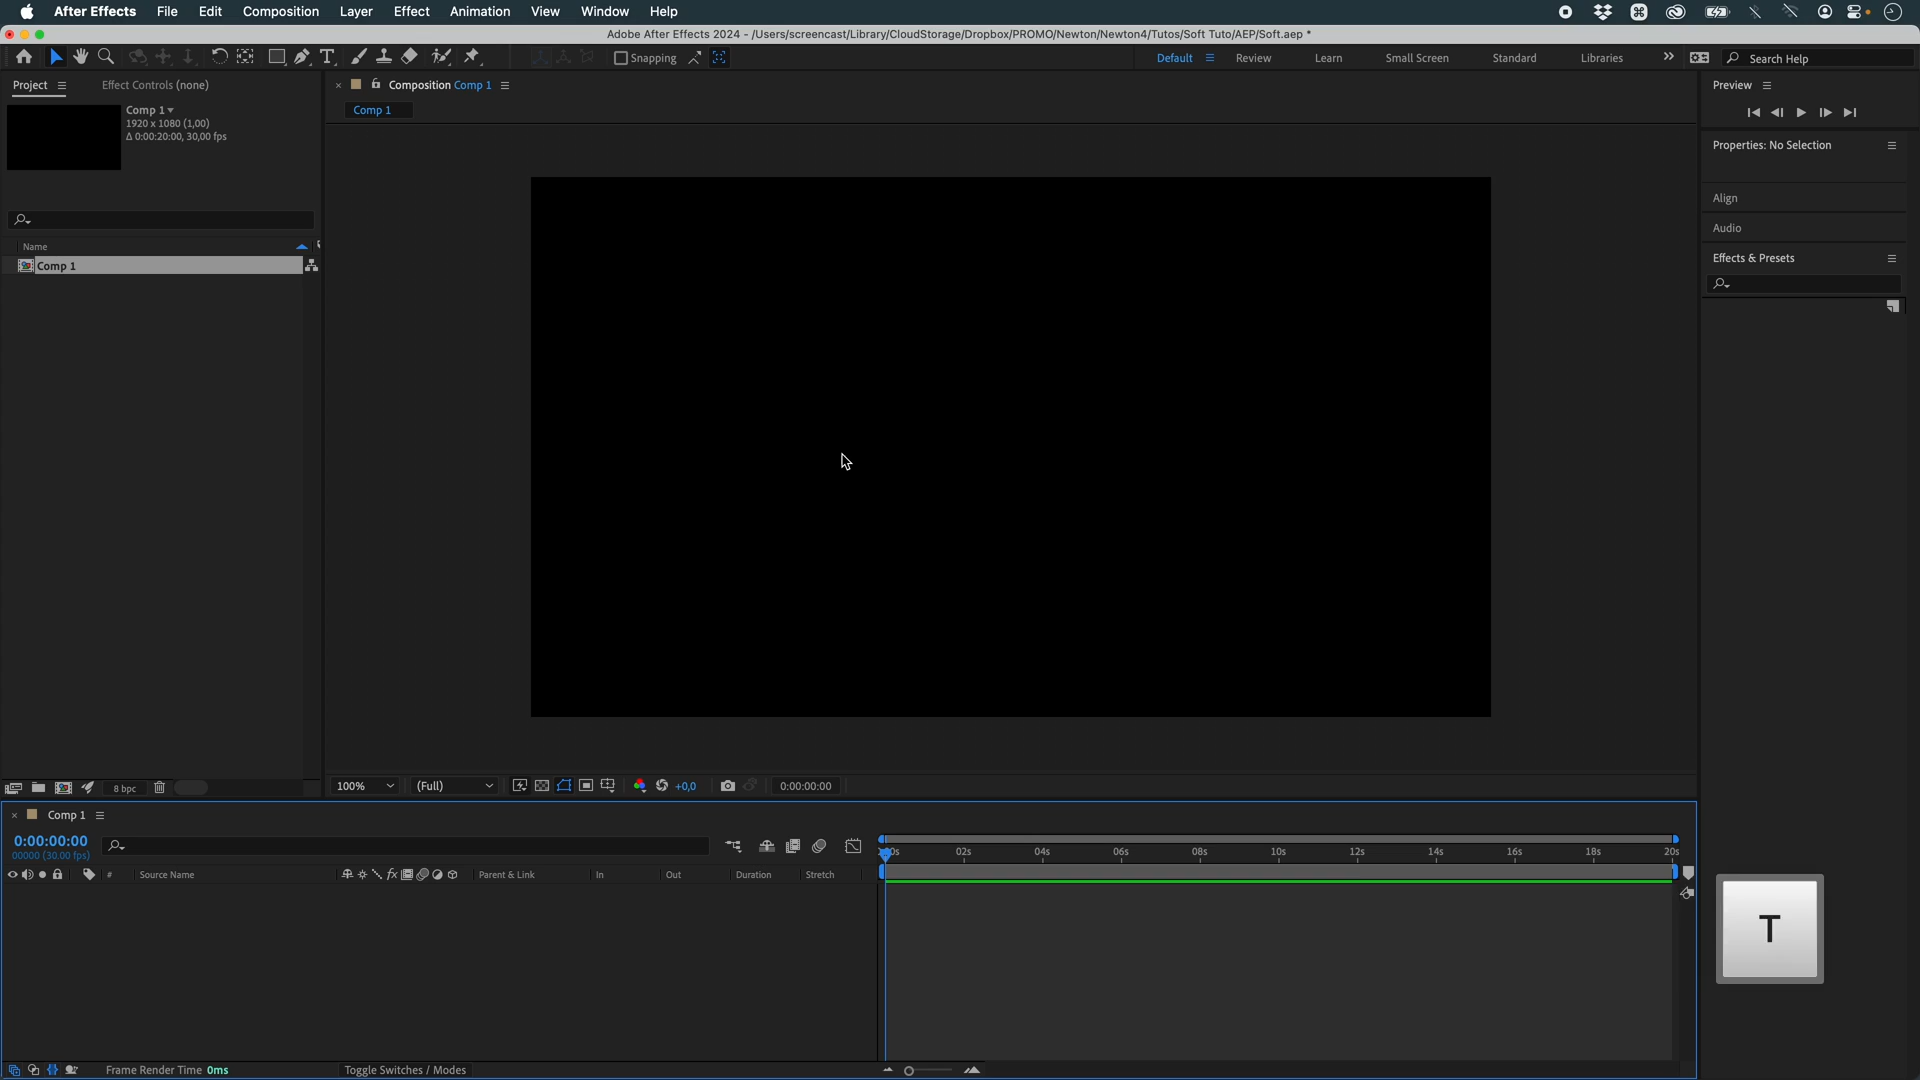 After Effects File Edit Composition Layer Effect Animation View Window Help
Adobe After Effects 2024 - /Users/screencast/Library/CloudStorage/Dropbox/PROMO/Newton/Newton4/Tutos/Soft Tuto/AEP/Soft.aep *
Snapping Default Review Learn Small Screen Standard Libraries Search Help
Project Effect Controls (none) Composition Comp 1 Preview
Comp 1
1920 x 1080 (1,00)
Δ 0:00:20:00, 30,00 fps
Comp 1
Properties: No Selection
Align
Audio
Effects & Presets
Name
Comp 1
8 bpc
100% (Full) +0,0 0:00:00:00
Comp 1
0:00:00:00
00000 (30.00 fps)
02s 04s 06s 08s 10s 12s 14s 16s 18s 20s
# Source Name fx Parent & Link In Out Duration Stretch
T
Frame Render Time 0ms Toggle Switches / Modes